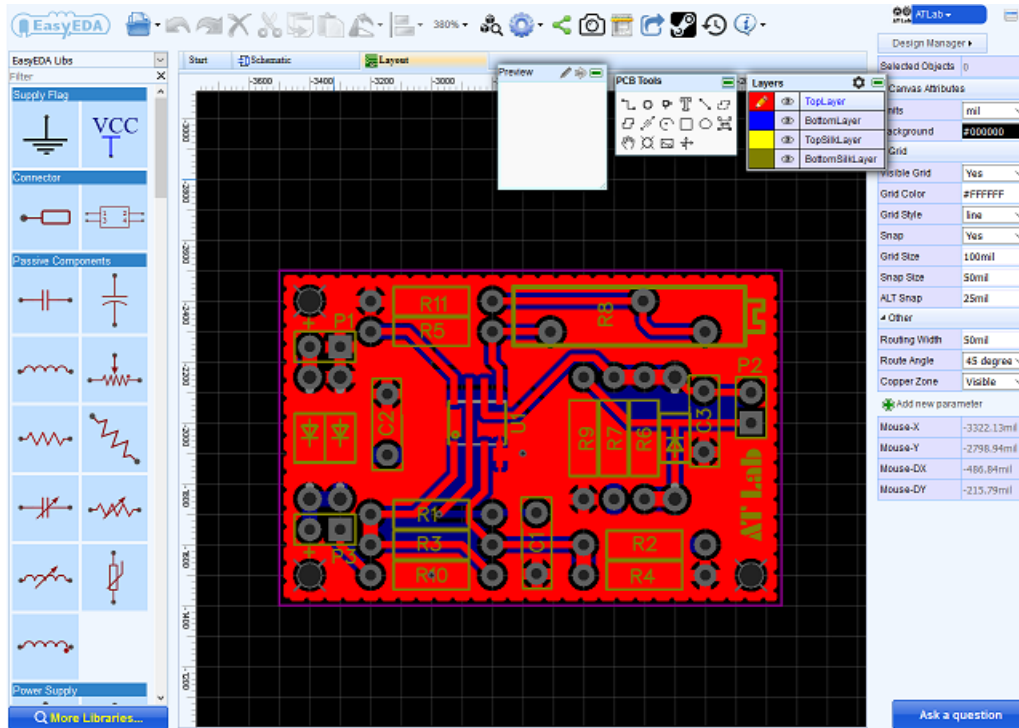 EasyEDA
380%
ATLab
Design Manager
EasyEDA Libs
Filter
Supply Flag
VCC
Connector
Passive Components
Power Supply
More Libraries...
Start
Schematic
Layout
-3600
-3400
-3200
-3000
Preview
PCB Tools
Layers
TopLayer
BottomLayer
TopSilkLayer
BottomSilkLayer
R11
R5
R8
P1
P2
C2
U1
R9
R7
R6
C3
AT Lab
R1
R3
R10
C1
R2
R4
P3
Selected Objects 0
Canvas Attributes
mil
#000000
Grid
Visible Grid Yes
Grid Color #FFFFFF
Grid Style line
Snap Yes
Grid Size 100mil
Snap Size 50mil
ALT Snap 25mil
Other
Routing Width 50mil
Route Angle 45 degree
Copper Zone Visible
Add new parameter
Mouse-X -3322.13mil
Mouse-Y -2798.94mil
Mouse-DX -486.84mil
Mouse-DY -215.79mil
Ask a question